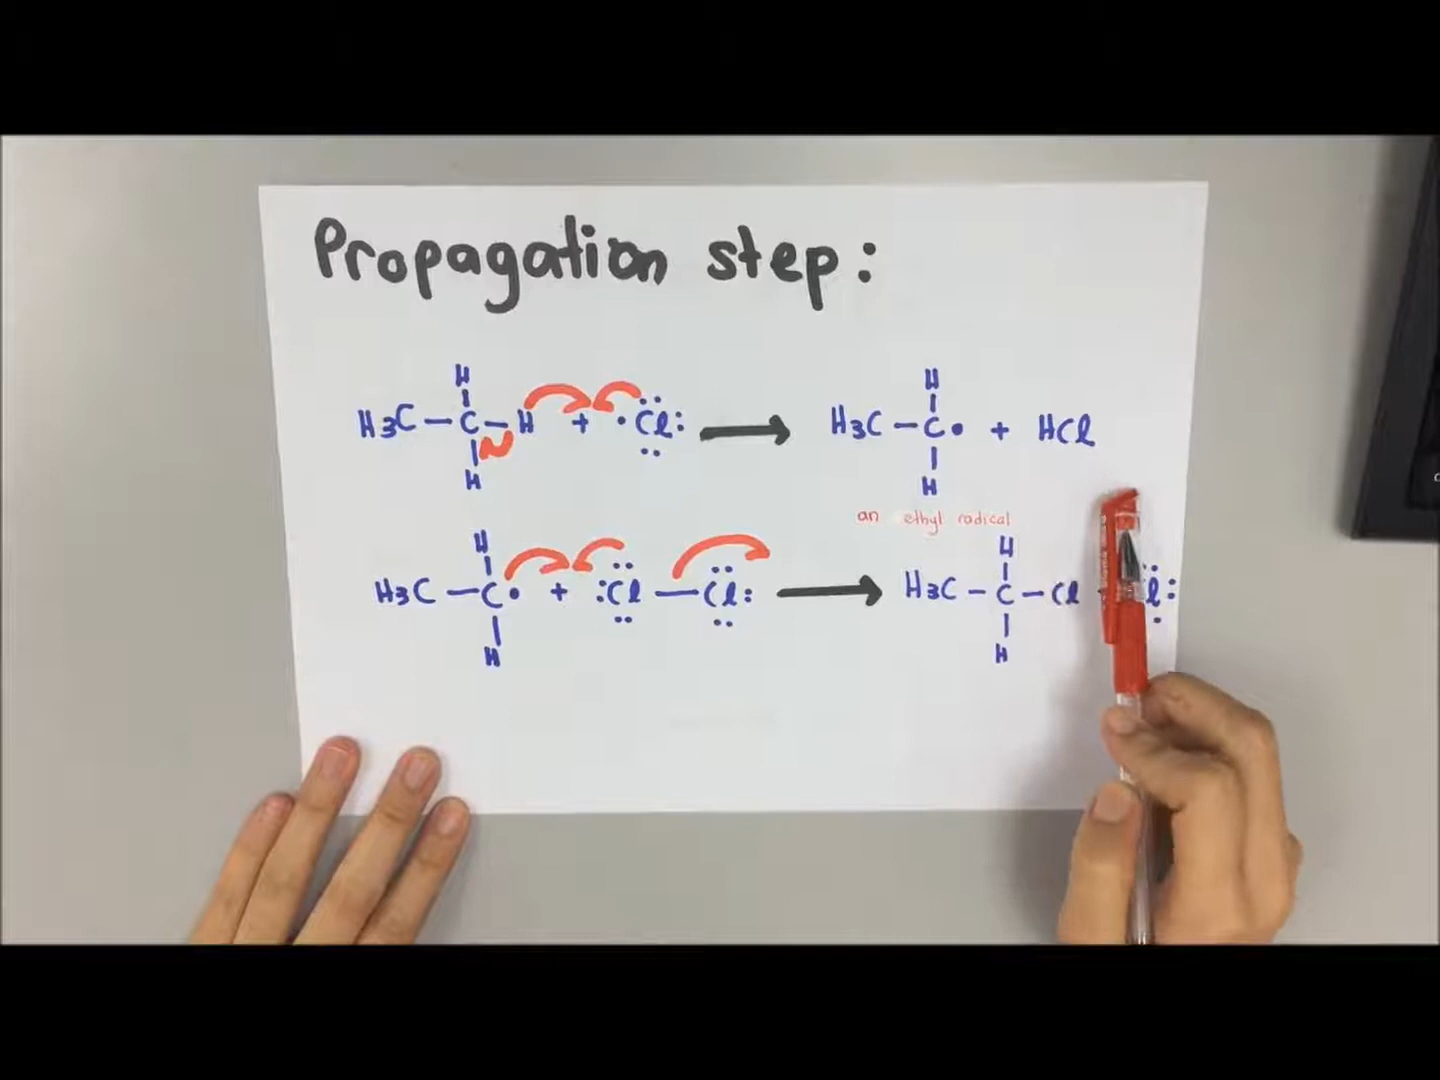 Propagation step:
H
H3C — C — H + ·Cl: → H3C — C· + HCl
H
H
an ethyl radical
H
H
H3C — C· + :Cl — Cl: → H3C — C — Cl
H
H